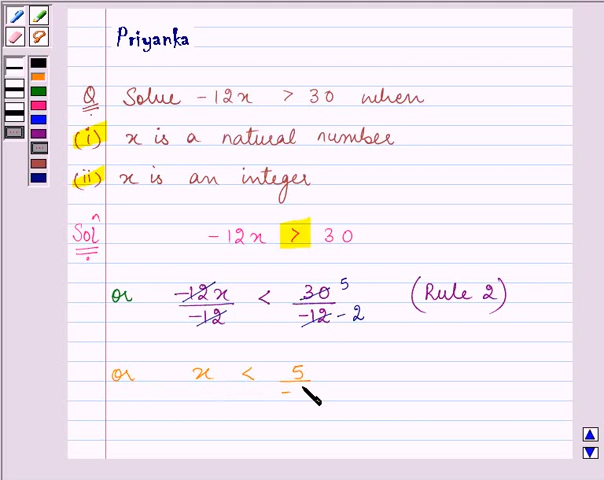 Priyanka
Q Solve -12x > 30 when
(i) x is a natural number
(ii) x is an integer
Solⁿ -12x > 30
or -12x/-12 < 30/-12 5 -2 (Rule 2)
or x < 5/-